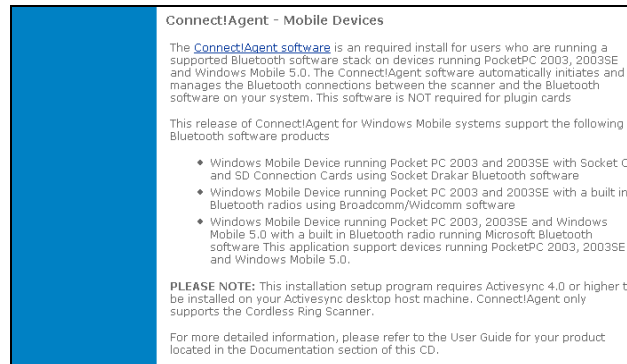 Connect!Agent - Mobile Devices
The Connect!Agent software is an required install for users who are running a
supported Bluetooth software stack on devices running PocketPC 2003, 2003SE
and Windows Mobile 5.0. The Connect!Agent software automatically initiates and
manages the Bluetooth connections between the scanner and the Bluetooth
software on your system. This software is NOT required for plugin cards
This release of Connect!Agent for Windows Mobile systems support the following
Bluetooth software products
• Windows Mobile Device running Pocket PC 2003 and 2003SE with Socket
and SD Connection Cards using Socket Drakar Bluetooth software
• Windows Mobile Device running Pocket PC 2003 and 2003SE with a built in
Bluetooth radios using Broadcomm/Widcomm software
• Windows Mobile Device running Pocket PC 2003, 2003SE and Windows
Mobile 5.0 with a built in Bluetooth radio running Microsoft Bluetooth
software This application support devices running PocketPC 2003, 2003SE
and Windows Mobile 5.0.
PLEASE NOTE: This installation setup program requires Activesync 4.0 or higher
be installed on your Activesync desktop host machine. Connect!Agent only
supports the Cordless Ring Scanner.
For more detailed information, please refer to the User Guide for your product
located in the Documentation section of this CD.